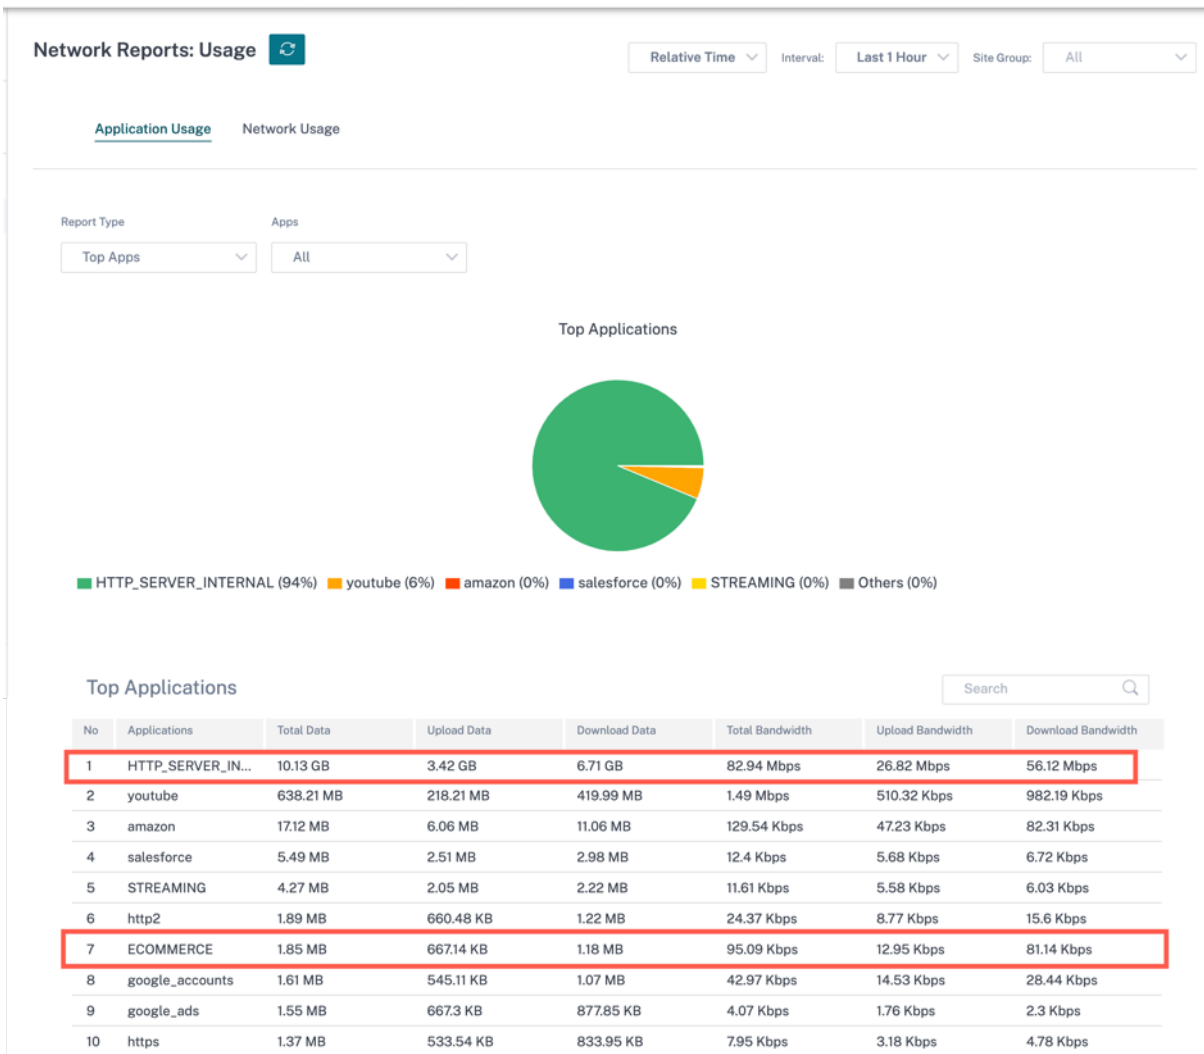 Network Reports: Usage
Relative Time Interval: Last 1 Hour Site Group: All
Application Usage Network Usage
Report Type Apps
Top Apps All
Top Applications
HTTP_SERVER_INTERNAL (94%) youtube (6%) amazon (0%) salesforce (0%) STREAMING (0%) Others (0%)
Top Applications Search
No Applications Total Data Upload Data Download Data Total Bandwidth Upload Bandwidth Download Bandwidth
1 HTTP_SERVER_IN... 10.13 GB 3.42 GB 6.71 GB 82.94 Mbps 26.82 Mbps 56.12 Mbps
2 youtube 638.21 MB 218.21 MB 419.99 MB 1.49 Mbps 510.32 Kbps 982.19 Kbps
3 amazon 17.12 MB 6.06 MB 11.06 MB 129.54 Kbps 47.23 Kbps 82.31 Kbps
4 salesforce 5.49 MB 2.51 MB 2.98 MB 12.4 Kbps 5.68 Kbps 6.72 Kbps
5 STREAMING 4.27 MB 2.05 MB 2.22 MB 11.61 Kbps 5.58 Kbps 6.03 Kbps
6 http2 1.89 MB 660.48 KB 1.22 MB 24.37 Kbps 8.77 Kbps 15.6 Kbps
7 ECOMMERCE 1.85 MB 667.14 KB 1.18 MB 95.09 Kbps 12.95 Kbps 81.14 Kbps
8 google_accounts 1.61 MB 545.11 KB 1.07 MB 42.97 Kbps 14.53 Kbps 28.44 Kbps
9 google_ads 1.55 MB 667.3 KB 877.85 KB 4.07 Kbps 1.76 Kbps 2.3 Kbps
10 https 1.37 MB 533.54 KB 833.95 KB 7.95 Kbps 3.18 Kbps 4.78 Kbps